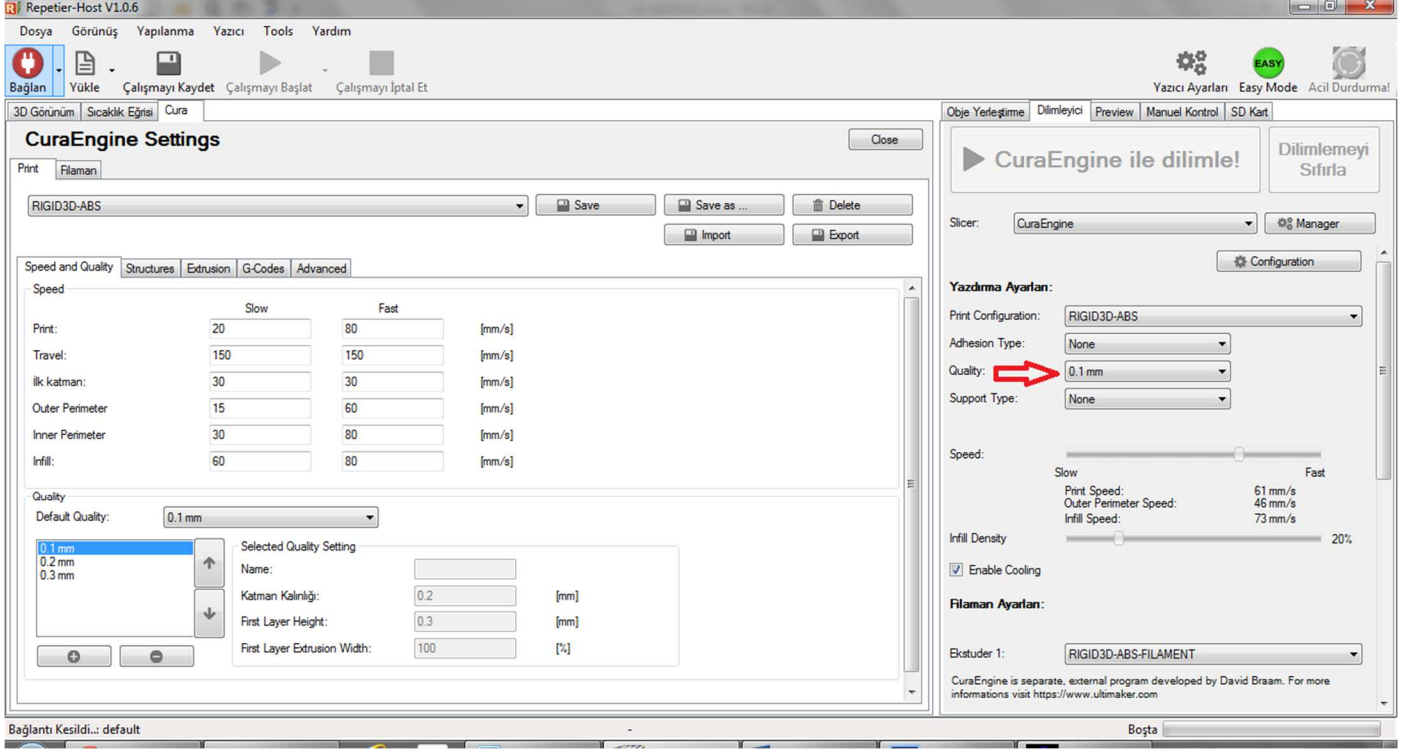 Repetier-Host V1.0.6
Dosya Görünüş Yapılanma Yazıcı Tools Yardım
Bağlan Yükle Çalışmayı Kaydet Çalışmayı Başlat Çalışmayı İptal Et Yazıcı Ayarları EASY Easy Mode Acil Durdurma!
3D Görünüm Sıcaklık Eğrisi Cura
CuraEngine Settings Close
Print Filaman
RIGID3D-ABS Save Save as ... Delete
Import Export
Speed and Quality Structures Extrusion G-Codes Advanced
Speed
Slow Fast
Print: 20 80 [mm/s]
Travel: 150 150 [mm/s]
İlk katman: 30 30 [mm/s]
Outer Perimeter 15 60 [mm/s]
Inner Perimeter 30 80 [mm/s]
Infill: 60 80 [mm/s]
Quality
Default Quality: 0.1 mm
0.1 mm
0.2 mm
0.3 mm
Selected Quality Setting
Name:
Katman Kalınlığı: 0.2 [mm]
First Layer Height: 0.3 [mm]
First Layer Extrusion Width: 100 [%]
Obje Yerleştirme Dilimleyici Preview Manuel Kontrol SD Kart
CuraEngine ile dilimle! Dilimlemeyi
Sıfırla
Slicer: CuraEngine Manager
Configuration
Yazdırma Ayarları:
Print Configuration: RIGID3D-ABS
Adhesion Type: None
Quality: 0.1 mm
Support Type: None
Speed:
Slow Fast
Print Speed: 61 mm/s
Outer Perimeter Speed: 46 mm/s
Infill Speed: 73 mm/s
Infill Density 20%
Enable Cooling
Filaman Ayarları:
Ekstuder 1: RIGID3D-ABS-FILAMENT
CuraEngine is separate, external program developed by David Braam. For more
informations visit https://www.ultimaker.com
Bağlantı Kesildi..: default - Boşta